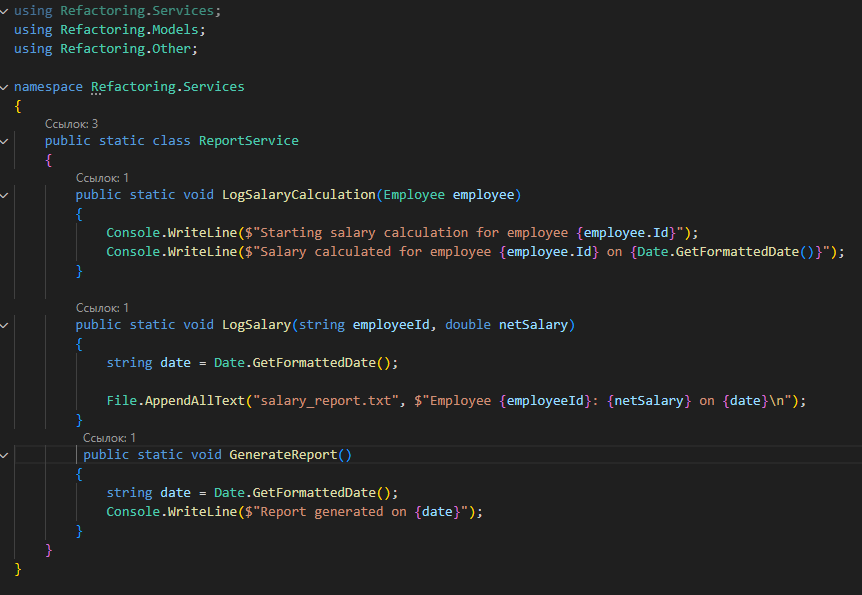 using Refactoring.Services;
using Refactoring.Models;
using Refactoring.Other;
namespace Refactoring.Services
{
Ссылок: 3
public static class ReportService
{
Ссылок: 1
public static void LogSalaryCalculation(Employee employee)
{
Console.WriteLine($"Starting salary calculation for employee {employee.Id}");
Console.WriteLine($"Salary calculated for employee {employee.Id} on {Date.GetFormattedDate()}");
}
Ссылок: 1
public static void LogSalary(string employeeId, double netSalary)
{
string date = Date.GetFormattedDate();
File.AppendAllText("salary_report.txt", $"Employee {employeeId}: {netSalary} on {date}\n");
}
Ссылок: 1
public static void GenerateReport()
{
string date = Date.GetFormattedDate();
Console.WriteLine($"Report generated on {date}");
}
}
}